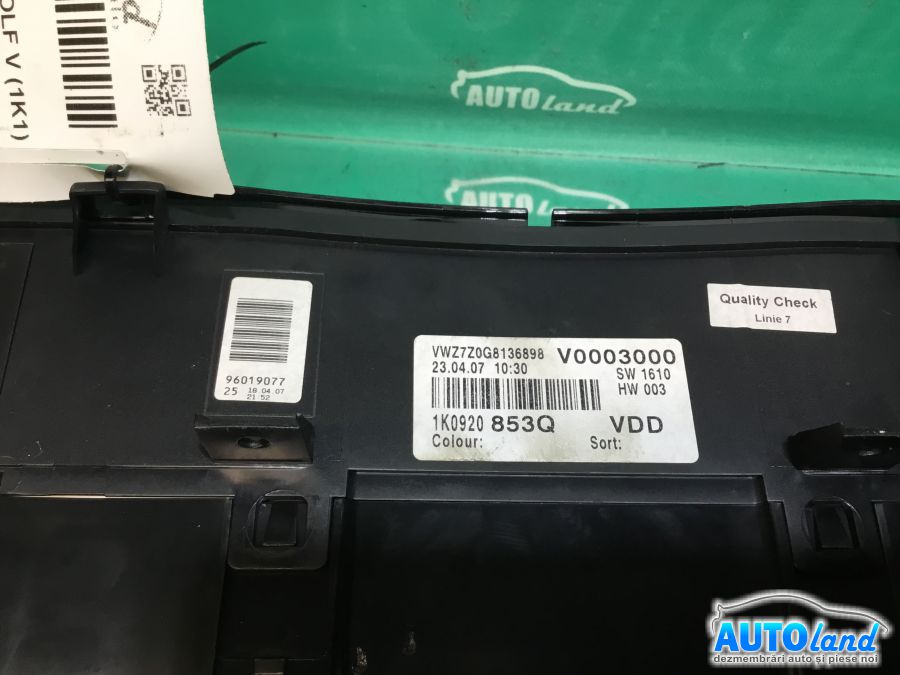 OLF V (1K1)
AUTOland
AUTOland
96019077
25 18.04.07
21 52
Quality Check
Linie 7
VWZ7Z0G8136898 V0003000
23.04.07 10:30 SW 1610
HW 003
1K0920 853Q VDD
Colour: Sort:
AUTOland
dezmembrări auto și piese noi